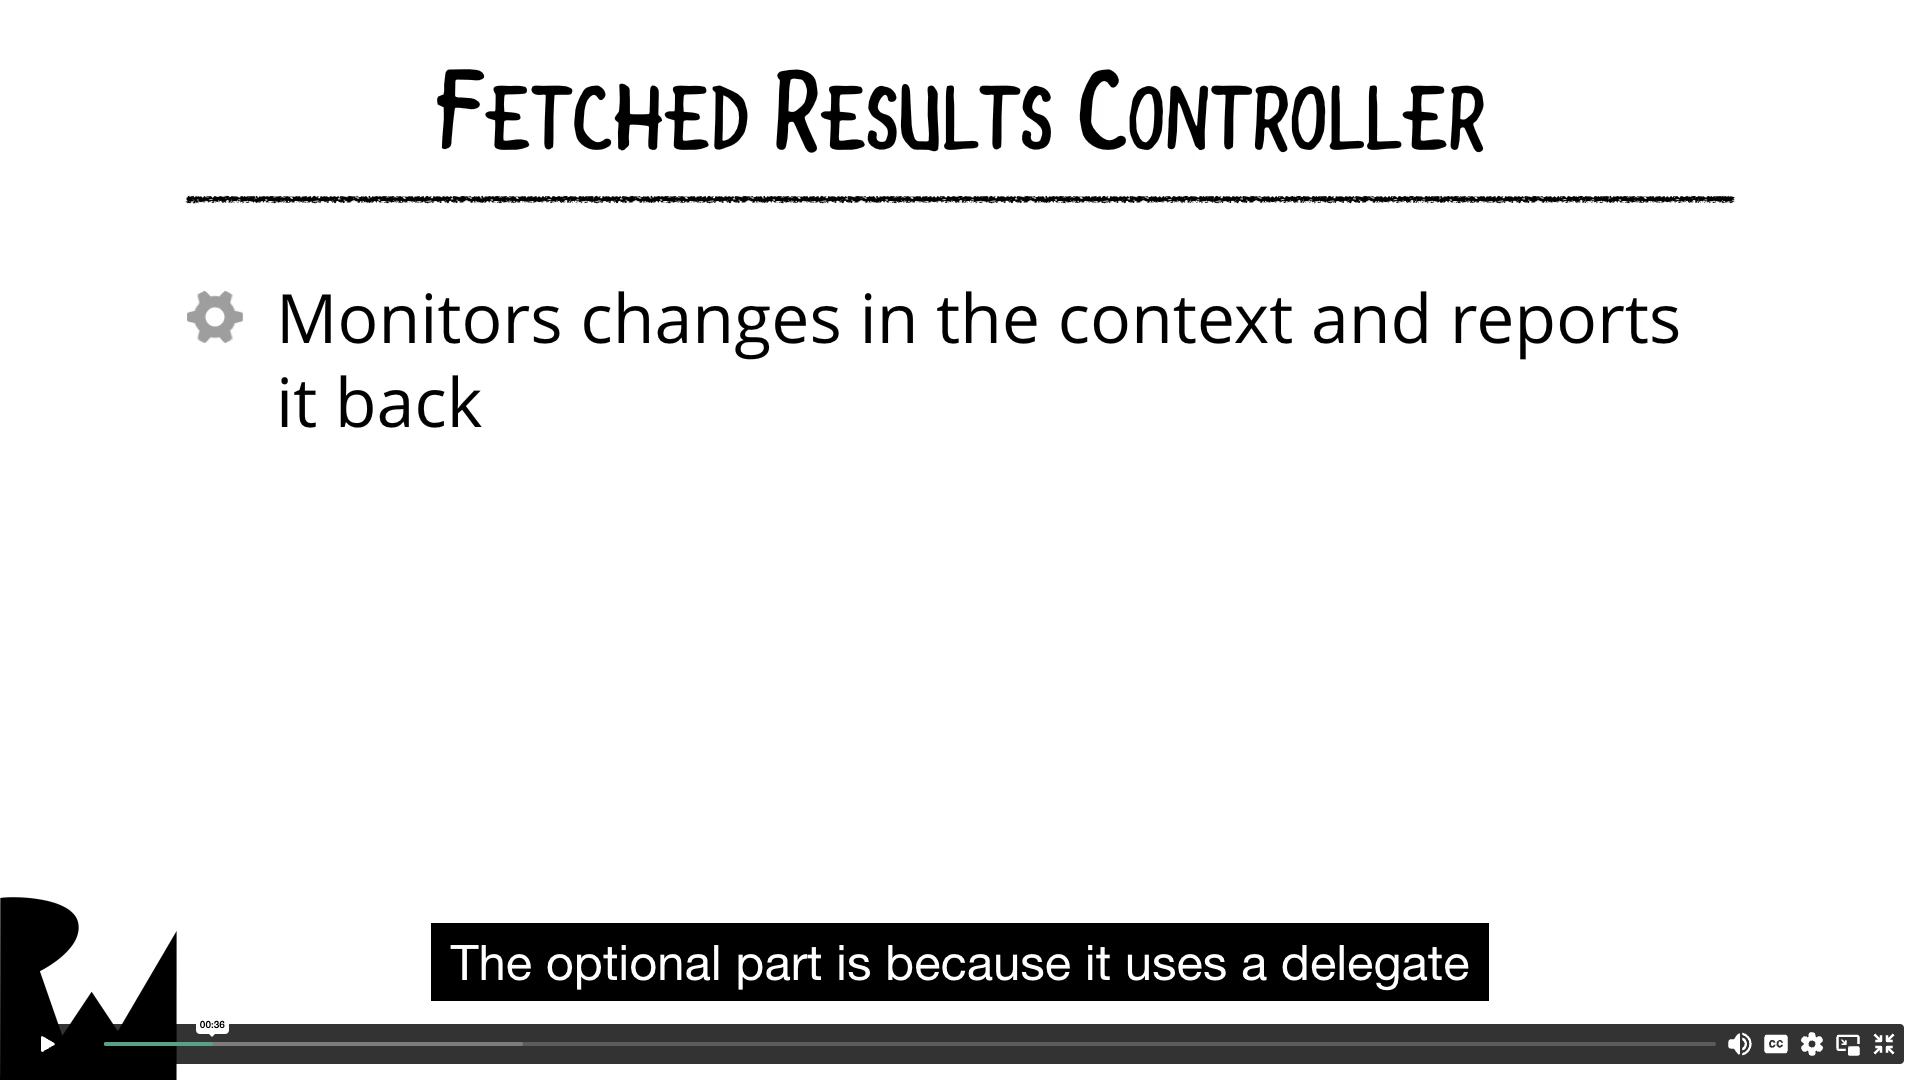 Fetched Results Controller
Monitors changes in the context and reports
it back
The optional part is because it uses a delegate
00:36
CC
RW